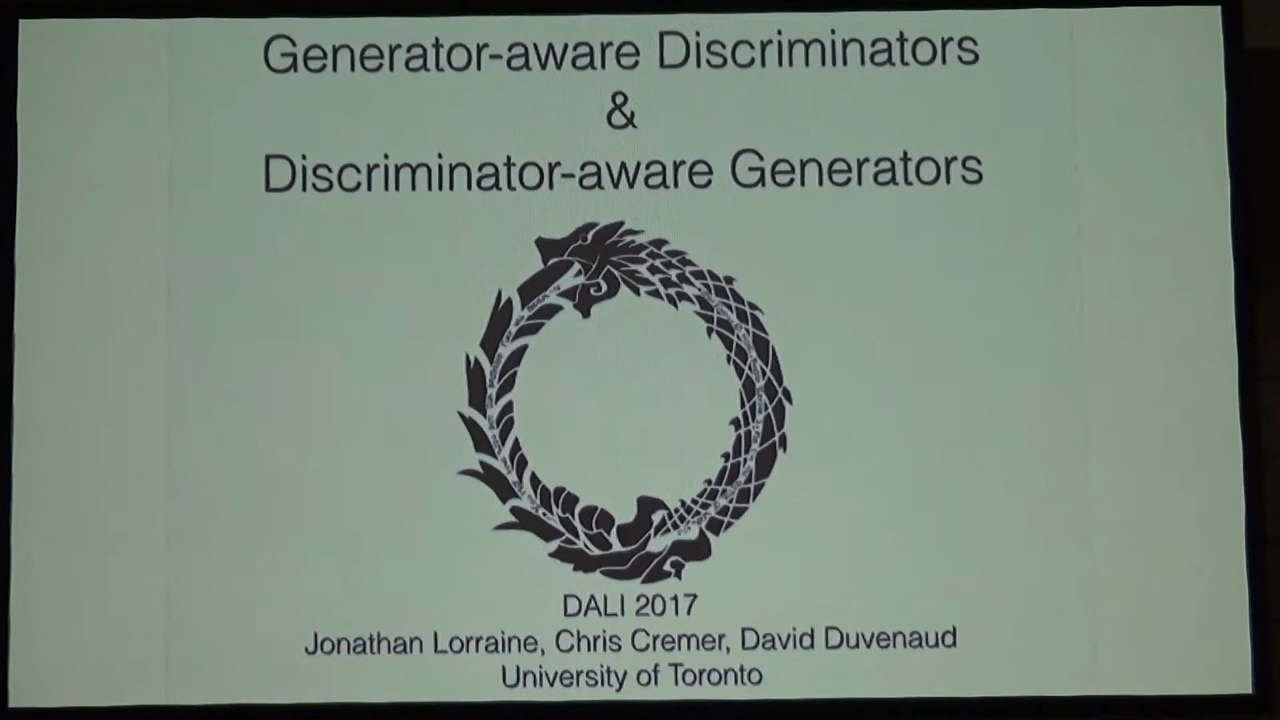 Generator-aware Discriminators
&
Discriminator-aware Generators
DALI 2017
Jonathan Lorraine, Chris Cremer, David Duvenaud
University of Toronto